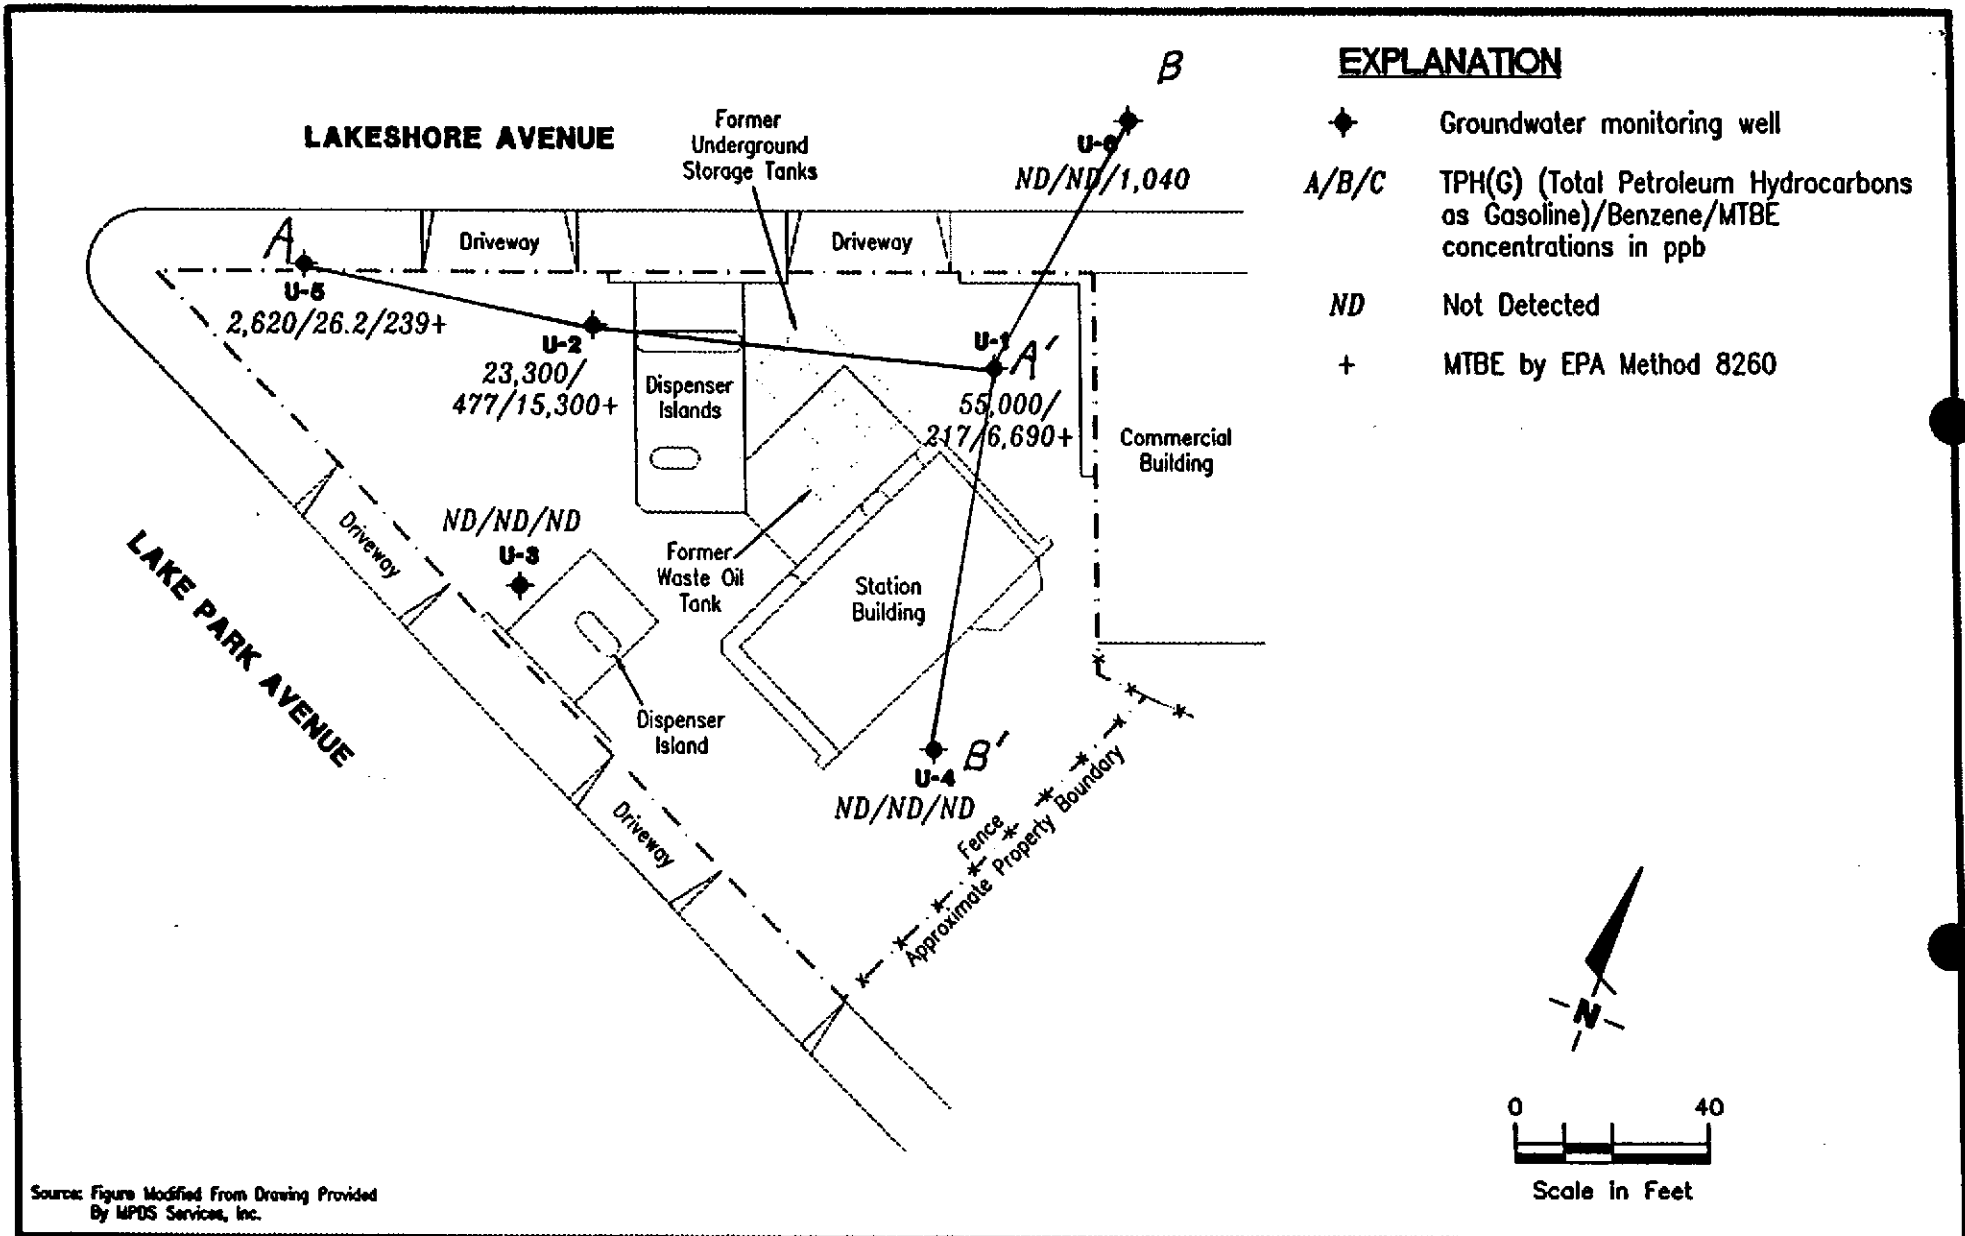 B
EXPLANATION
LAKESHORE AVENUE
Former
Underground
Storage Tanks
U-6
ND/ND/1,040
Groundwater monitoring well
A/B/C TPH(G) (Total Petroleum Hydrocarbons
as Gasoline)/Benzene/MTBE
concentrations in ppb
ND Not Detected
+ MTBE by EPA Method 8260
A
Driveway
Driveway
U-5
2,620/26.2/239+
U-2
23,300/
477/15,300+
Dispenser
Islands
U-1
A'
55,000/
217/6,690+
Commercial
Building
ND/ND/ND
U-3
Driveway
Former
Waste Oil
Tank
Station
Building
LAKE PARK AVENUE
Dispenser
Island
U-4
B'
ND/ND/ND
Driveway
Fence
Approximate Property Boundary
N
0 40
Scale in Feet
Source: Figure Modified From Drawing Provided
By MPDS Services, Inc.